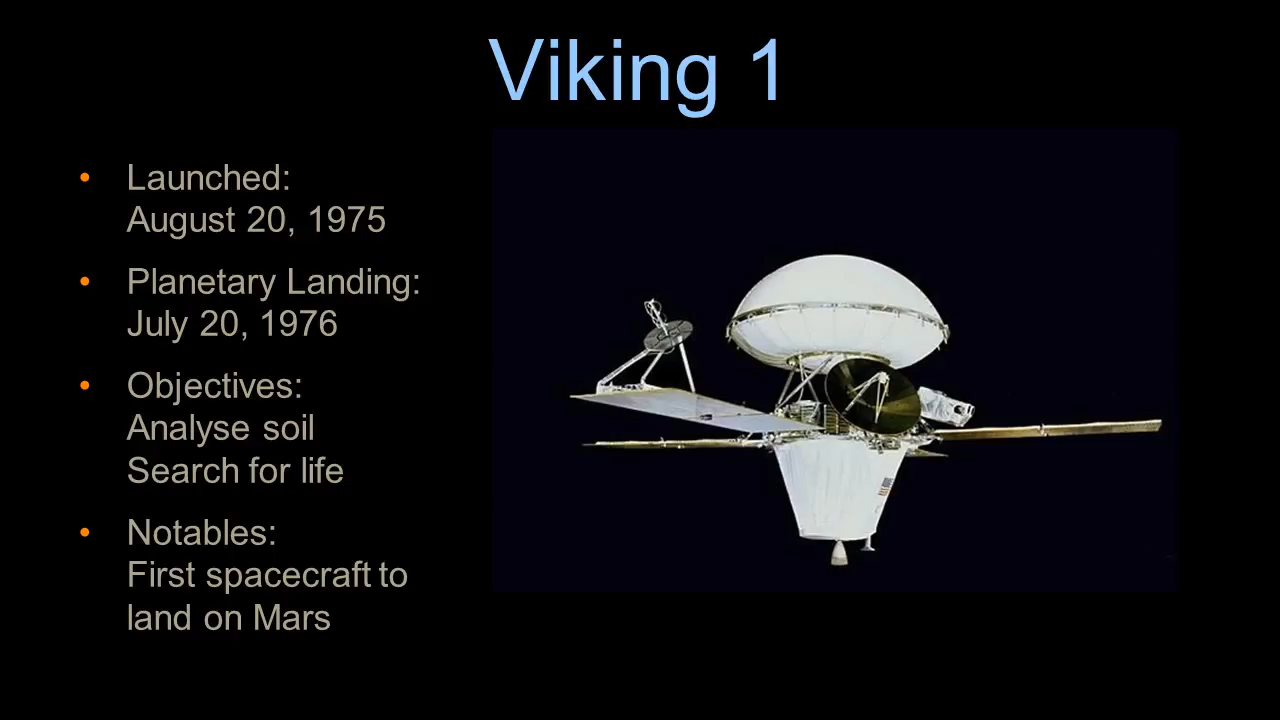 Viking 1
• Launched:
August 20, 1975
• Planetary Landing:
July 20, 1976
• Objectives:
Analyse soil
Search for life
• Notables:
First spacecraft to
land on Mars